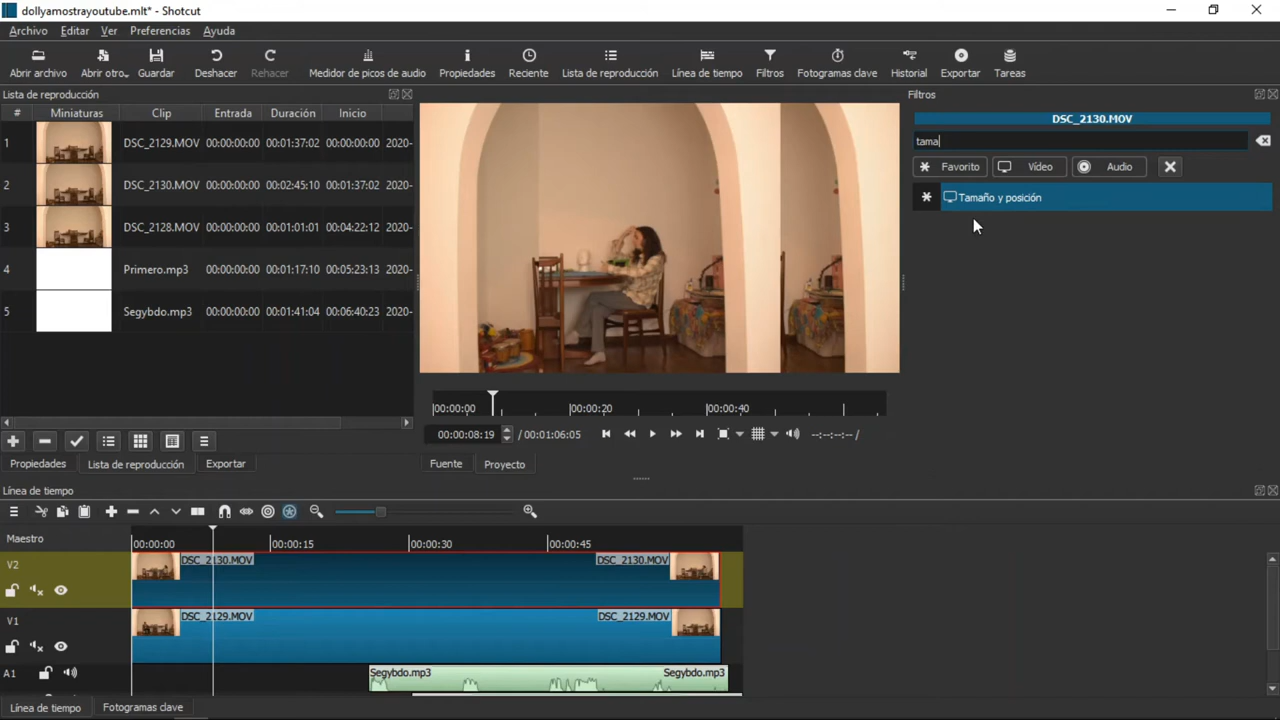 dollyamostrayoutube.mlt* - Shotcut
Archivo Editar Ver Preferencias Ayuda
Abrir archivo Abrir otro Guardar Deshacer Rehacer Medidor de picos de audio Propiedades Reciente Lista de reproducción Línea de tiempo Filtros Fotogramas clave Historial Exportar Tareas
Lista de reproducción
# Miniaturas Clip Entrada Duración Inicio
1 DSC_2129.MOV 00:00:00:00 00:01:37:02 00:00:00:00 2020-
2 DSC_2130.MOV 00:00:00:00 00:02:45:10 00:01:37:02 2020-
3 DSC_2128.MOV 00:00:00:00 00:01:01:01 00:04:22:12 2020-
4 Primero.mp3 00:00:00:00 00:01:17:10 00:05:23:13 2020-
5 Segybdo.mp3 00:00:00:00 00:01:41:04 00:06:40:23 2020-
Propiedades Lista de reproducción Exportar
00:00:00 00:00:20 00:00:40
00:00:08:19 / 00:01:06:05 --:--:--:-- /
Fuente Proyecto
Filtros
DSC_2130.MOV
tama
Favorito Vídeo Audio
Tamaño y posición
Línea de tiempo
Maestro 00:00:00 00:00:15 00:00:30 00:00:45
V2 DSC_2130.MOV DSC_2130.MOV
V1 DSC_2129.MOV DSC_2129.MOV
A1 Segybdo.mp3 Segybdo.mp3
Línea de tiempo Fotogramas clave